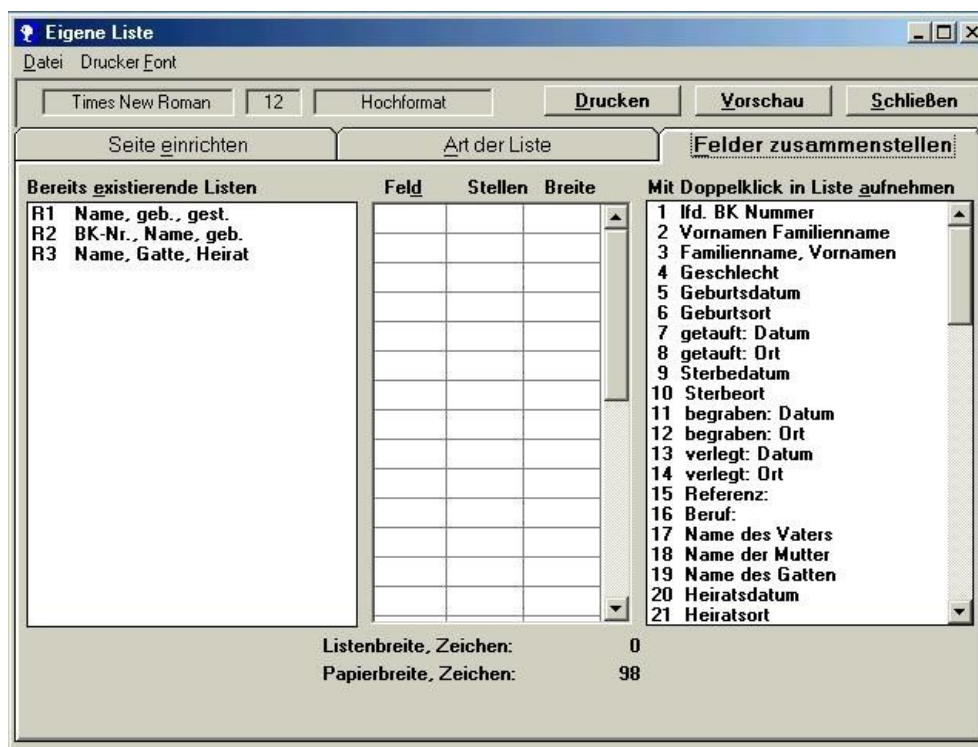 Eigene Liste
Datei Drucker Font
Times New Roman 12 Hochformat Drucken Vorschau Schließen
Seite einrichten Art der Liste Felder zusammenstellen
Bereits existierende Listen Feld Stellen Breite Mit Doppelklick in Liste aufnehmen
R1 Name, geb., gest.
R2 BK-Nr., Name, geb.
R3 Name, Gatte, Heirat
1 lfd. BK Nummer
2 Vornamen Familienname
3 Familienname, Vornamen
4 Geschlecht
5 Geburtsdatum
6 Geburtsort
7 getauft: Datum
8 getauft: Ort
9 Sterbedatum
10 Sterbeort
11 begraben: Datum
12 begraben: Ort
13 verlegt: Datum
14 verlegt: Ort
15 Referenz:
16 Beruf:
17 Name des Vaters
18 Name der Mutter
19 Name des Gatten
20 Heiratsdatum
21 Heiratsort
Listenbreite, Zeichen: 0
Papierbreite, Zeichen: 98